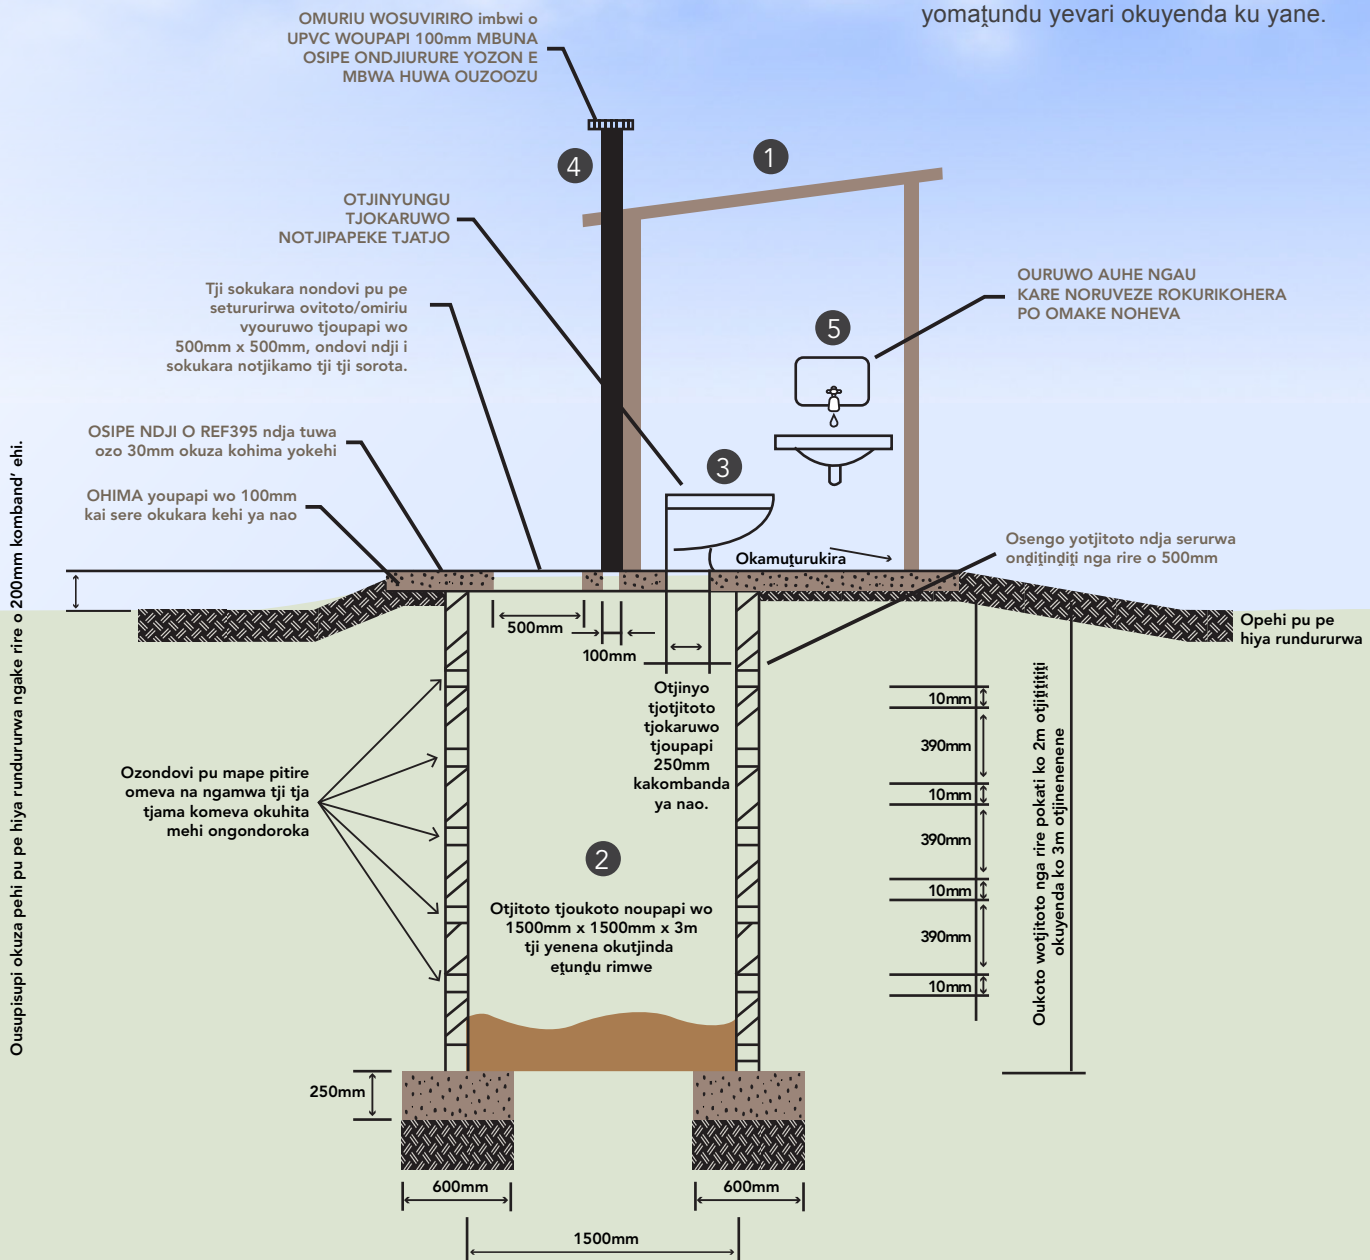 yomaṱundu yevari okuyenda ku yane.
OMURIU WOSUVIRIRO imbwi o
UPVC WOUPAPI 100mm MBUNA
OSIPE ONDJIURURE YOZON E
MBWA HUWA OUZOOZU
4
1
OTJINYUNGU
TJOKARUWO
NOTJIPAPEKE TJATJO
Tji sokukara nondovi pu pe
setururirwa ovitoto/omiriu
vyouruwo tjoupapi wo
500mm x 500mm, ondovi ndji i
sokukara notjikamo tji tji sorota.
OURUWO AUHE NGAU
KARE NORUVEZE ROKURIKOHERA
PO OMAKE NOHEVA
5
OSIPE NDJI O REF395 ndja tuwa
ozo 30mm okuza kohima yokehi
OHIMA youpapi wo 100mm
kai sere okukara kehi ya nao
3
Okamuṱurukira
Osengo yotjitoto ndja serurwa
onḓiṱinḓiṱi nga rire o 500mm
Ousupisupi okuza pehi pu pe hiya rundururwa ngake rire o 200mm komband' ehi.
Opehi pu pe
hiya rundururwa
500mm
100mm
Otjinyo
tjotjitoto
tjokaruwo
tjoupapi
250mm
kakombanda
ya nao.
10mm
390mm
10mm
390mm
10mm
390mm
10mm
Oukoto wotjitoto nga rire pokati ko 2m otjiṱiṱiṱiṱi
okuyenda ko 3m otjinenenene
Ozondovi pu mape pitire
omeva na ngamwa tji tja
tjama komeva okuhita
mehi ongondoroka
2
Otjitoto tjoukoto noupapi wo
1500mm x 1500mm x 3m
tji yenena okutjinda
eṱunḓu rimwe
250mm
600mm
600mm
1500mm